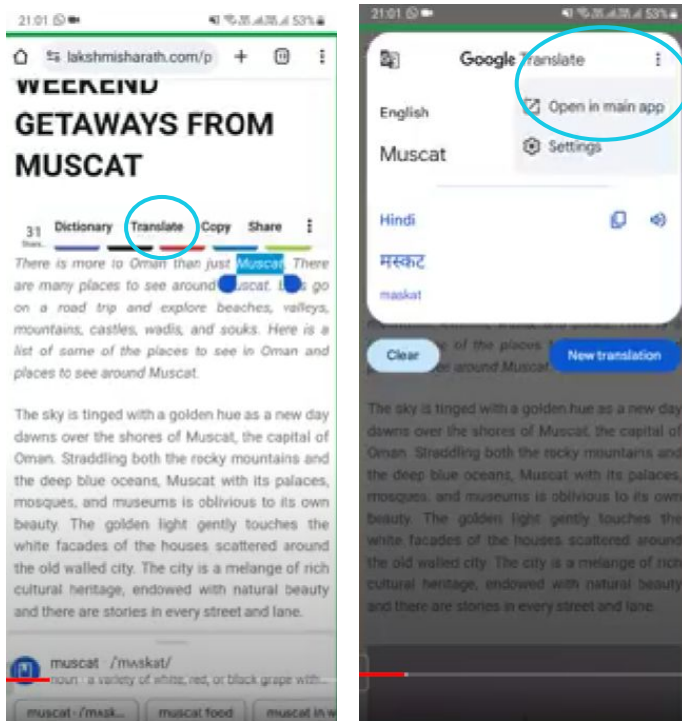 21:01
53%
lakshmisharath.com/p
WEEKEND
GETAWAYS FROM
MUSCAT
31
Dictionary Translate Copy Share
There is more to Oman than just Muscat. There
are many places to see around Muscat. Let's go
on a road trip and explore beaches, valleys,
mountains, castles, wadis, and souks. Here is a
list of some of the places to see in Oman and
places to see around Muscat.
The sky is tinged with a golden hue as a new day
dawns over the shores of Muscat, the capital of
Oman. Straddling both the rocky mountains and
the deep blue oceans, Muscat with its palaces,
mosques, and museums is oblivious to its own
beauty. The golden light gently touches the
white facades of the houses scattered around
the old walled city. The city is a melange of rich
cultural heritage, endowed with natural beauty
and there are stories in every street and lane.
muscat /ˈmʌskat/
noun a variety of white, red, or black grape with...
muscat food
muscat in w
21:01
53%
Google Translate
English
Open in main app
Muscat
Settings
Hindi
मस्कट
maskat
Clear
of the places
New translation
around Muscat.
The sky is tinged with a golden hue as a new day
dawns over the shores of Muscat, the capital of
Oman. Straddling both the rocky mountains and
the deep blue oceans, Muscat with its palaces,
mosques, and museums is oblivious to its own
beauty. The golden light gently touches the
white facades of the houses scattered around
the old walled city. The city is a melange of rich
cultural heritage, endowed with natural beauty
and there are stories in every street and lane.